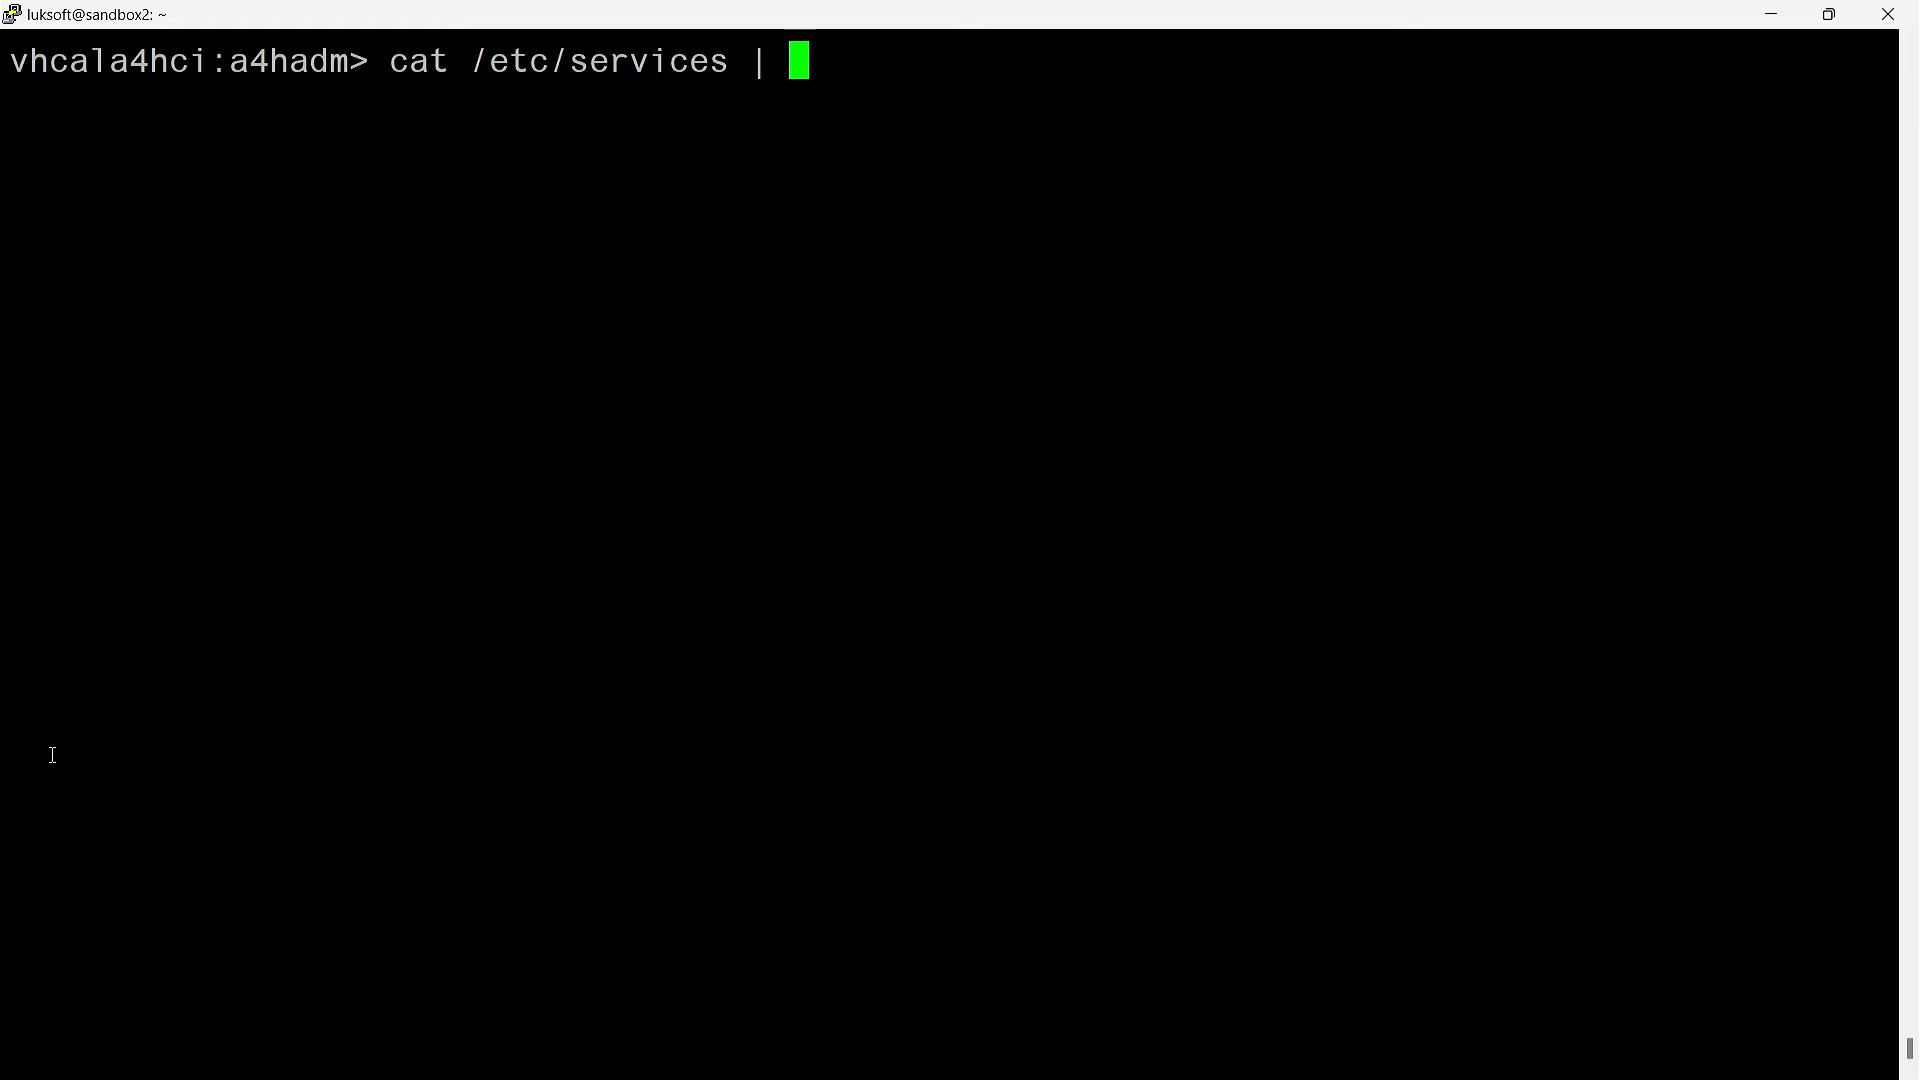 luksoft@sandbox2: ~
vhcala4hci:a4hadm> cat /etc/services |